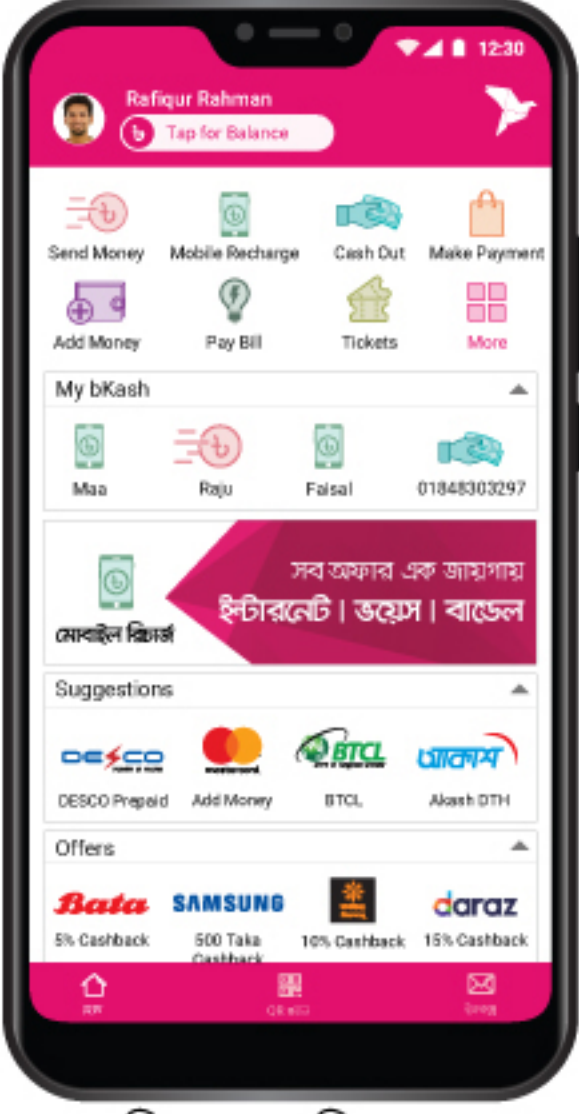 12:30
Rafiqur Rahman
Tap for Balance
Send Money Mobile Recharge Cash Out Make Payment
Add Money Pay Bill Tickets More
My bKash
Maa Raju Faisal 01848303297
সব অফার এক জায়গায়
ইন্টারনেট | ভয়েস | বান্ডেল
মোবাইল রিচার্জ
Suggestions
DESCO BTCL আকাশ
mastercard
DESCO Prepaid Add Money BTCL Akash DTH
Offers
Bata SAMSUNG daraz
5% Cashback 500 Taka 10% Cashback 15% Cashback
Cashback
QR